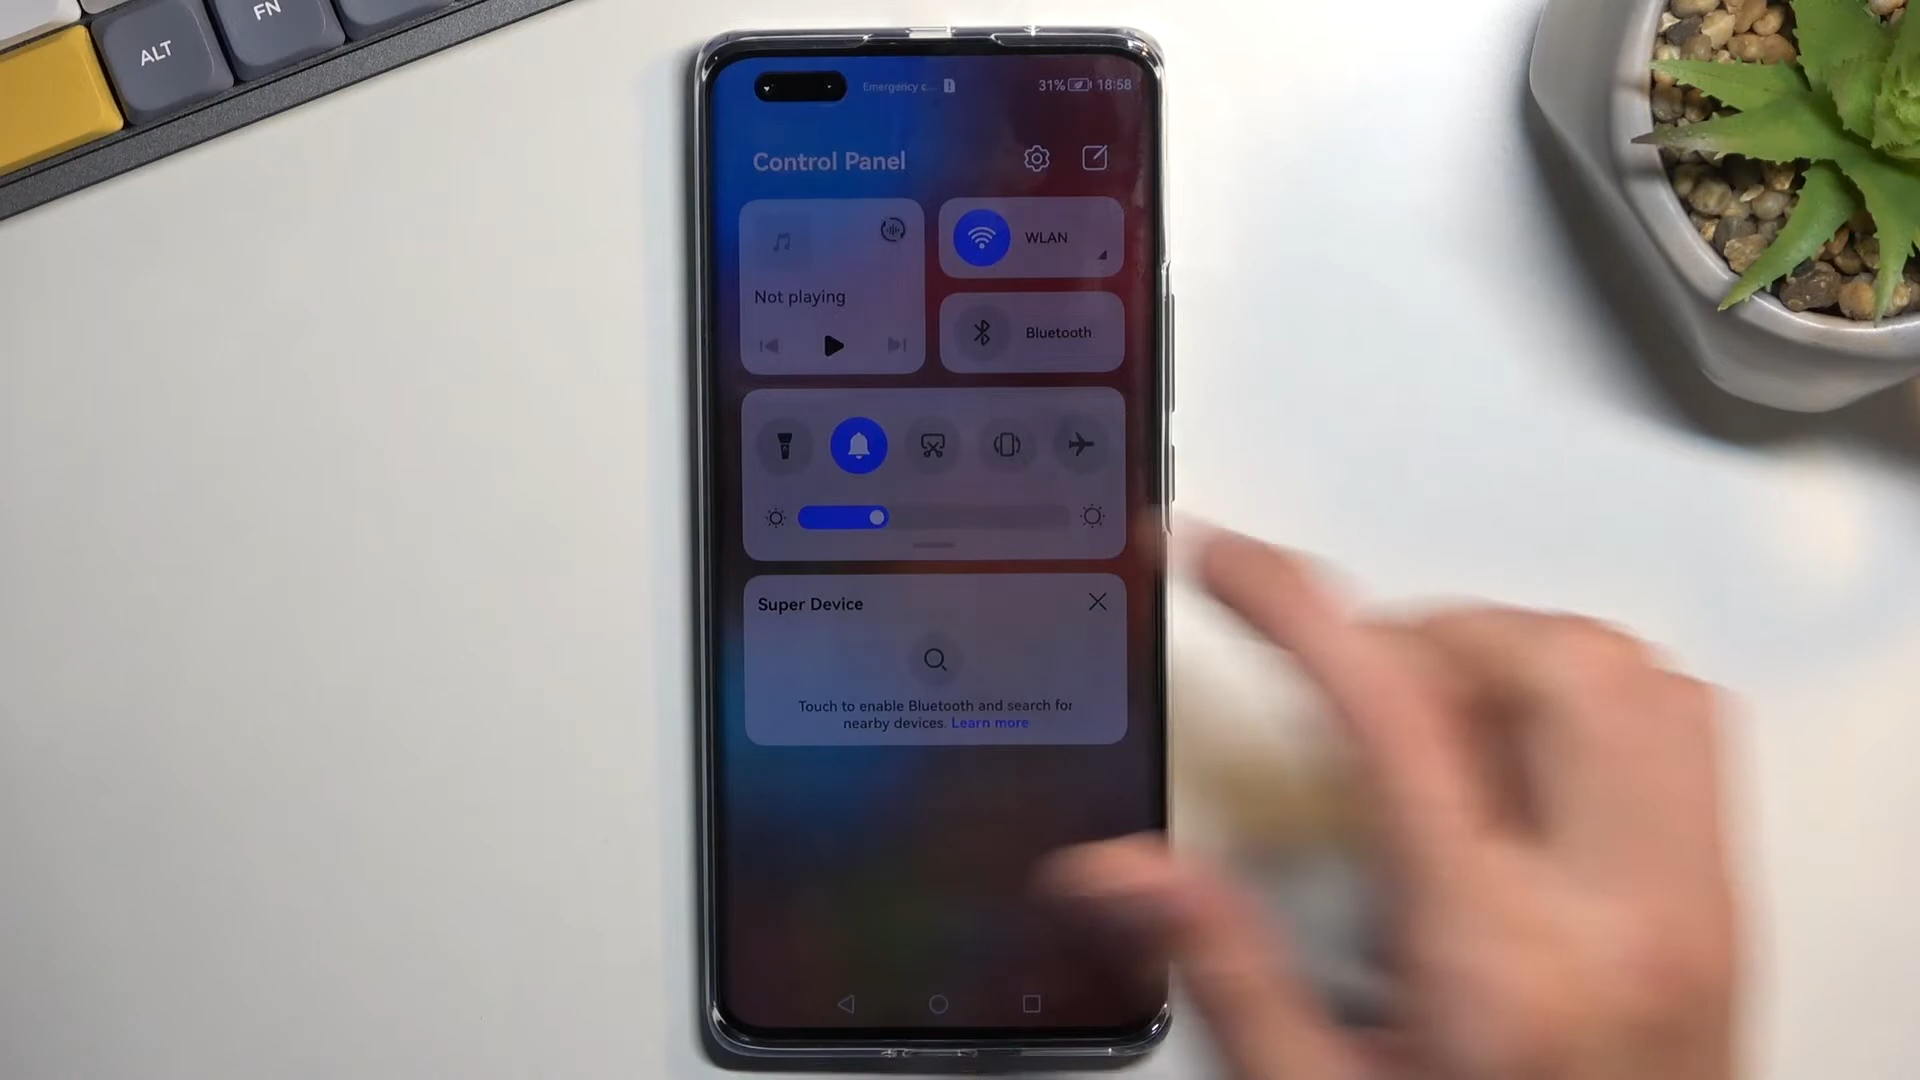 ALT
FN
Emergency c...
31% 18:58
Control Panel
Not playing
WLAN
Bluetooth
Super Device
Touch to enable Bluetooth and search for
nearby devices. Learn more